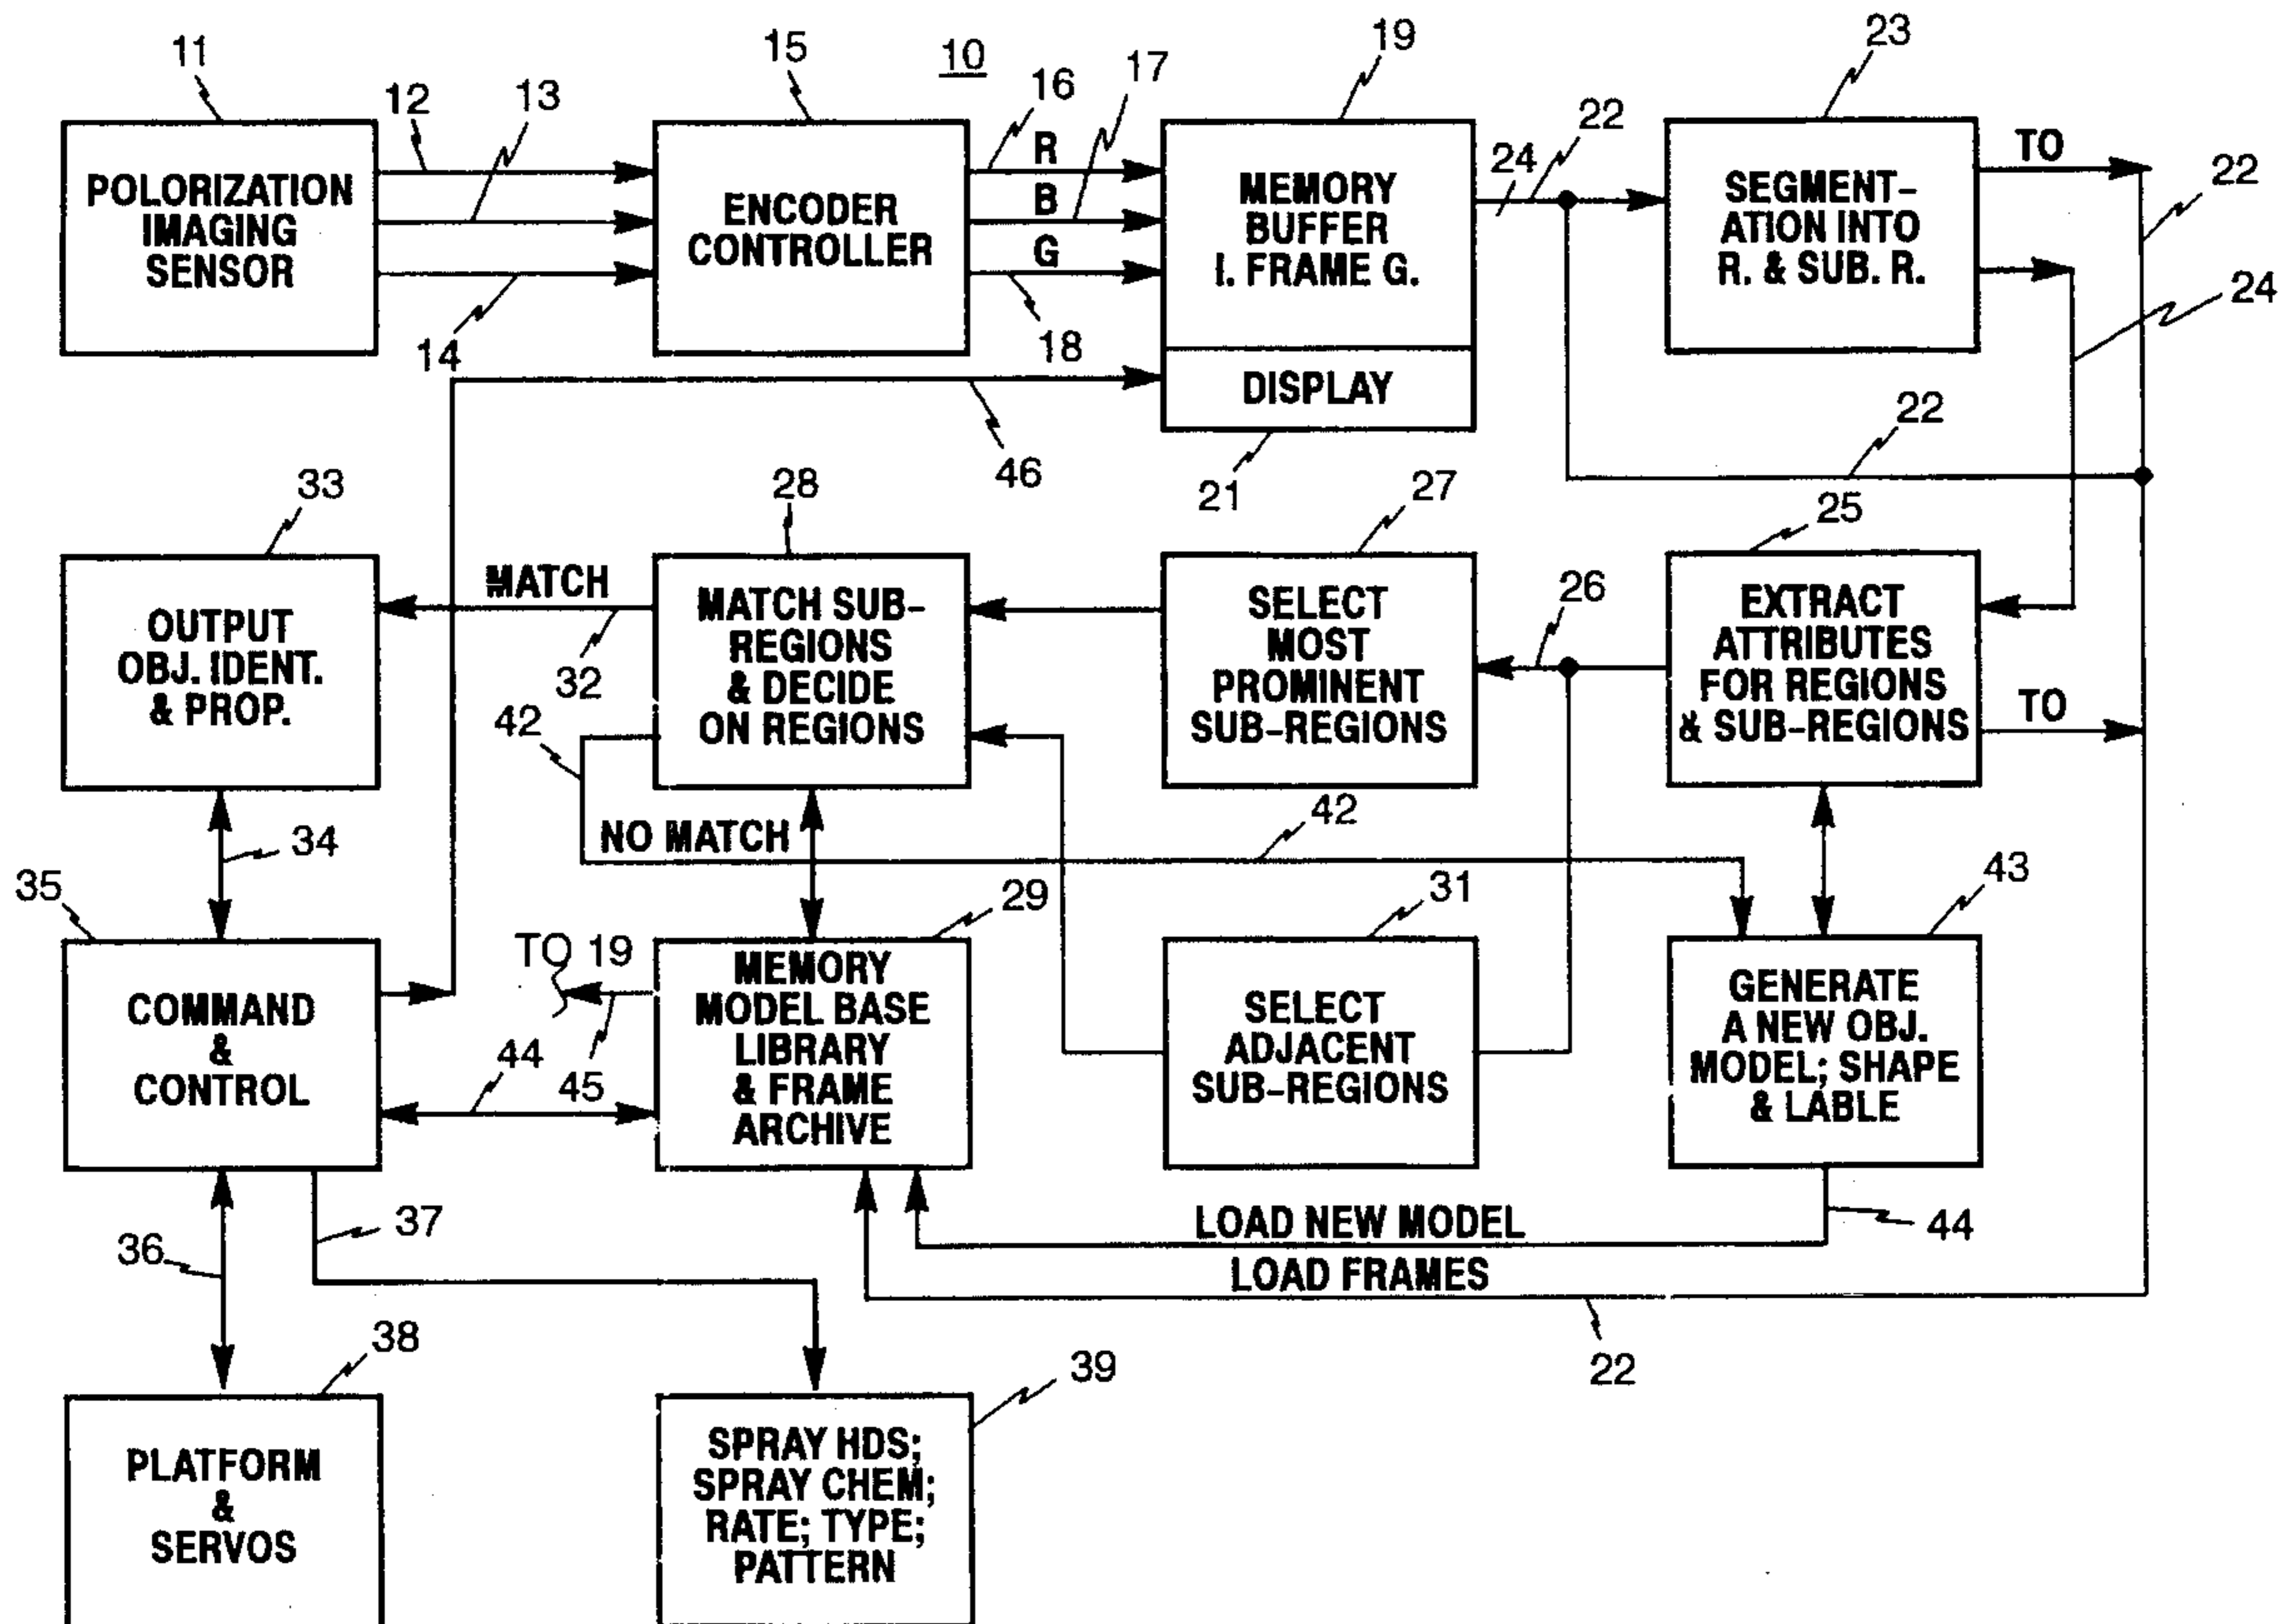 11
12
13
15
10
16
17
19
22
23
POLORIZATION
IMAGING
SENSOR
ENCODER
CONTROLLER
R
B
G
MEMORY
BUFFER
I. FRAME G.
DISPLAY
24
SEGMENT-
ATION INTO
R. & SUB. R.
TO
22
24
14
18
46
21
22
33
28
27
25
OUTPUT
OBJ. IDENT.
& PROP.
MATCH
32
42
MATCH SUB-
REGIONS
& DECIDE
ON REGIONS
SELECT
MOST
PROMINENT
SUB-REGIONS
26
EXTRACT
ATTRIBUTES
FOR REGIONS
& SUB-REGIONS
TO
34
NO MATCH
42
35
29
31
43
COMMAND
&
CONTROL
TO 19
44
45
MEMORY
MODEL BASE
LIBRARY
& FRAME
ARCHIVE
SELECT
ADJACENT
SUB-REGIONS
GENERATE
A NEW OBJ.
MODEL; SHAPE
& LABLE
36
37
LOAD NEW MODEL
44
LOAD FRAMES
22
38
39
PLATFORM
&
SERVOS
SPRAY HDS;
SPRAY CHEM;
RATE; TYPE;
PATTERN